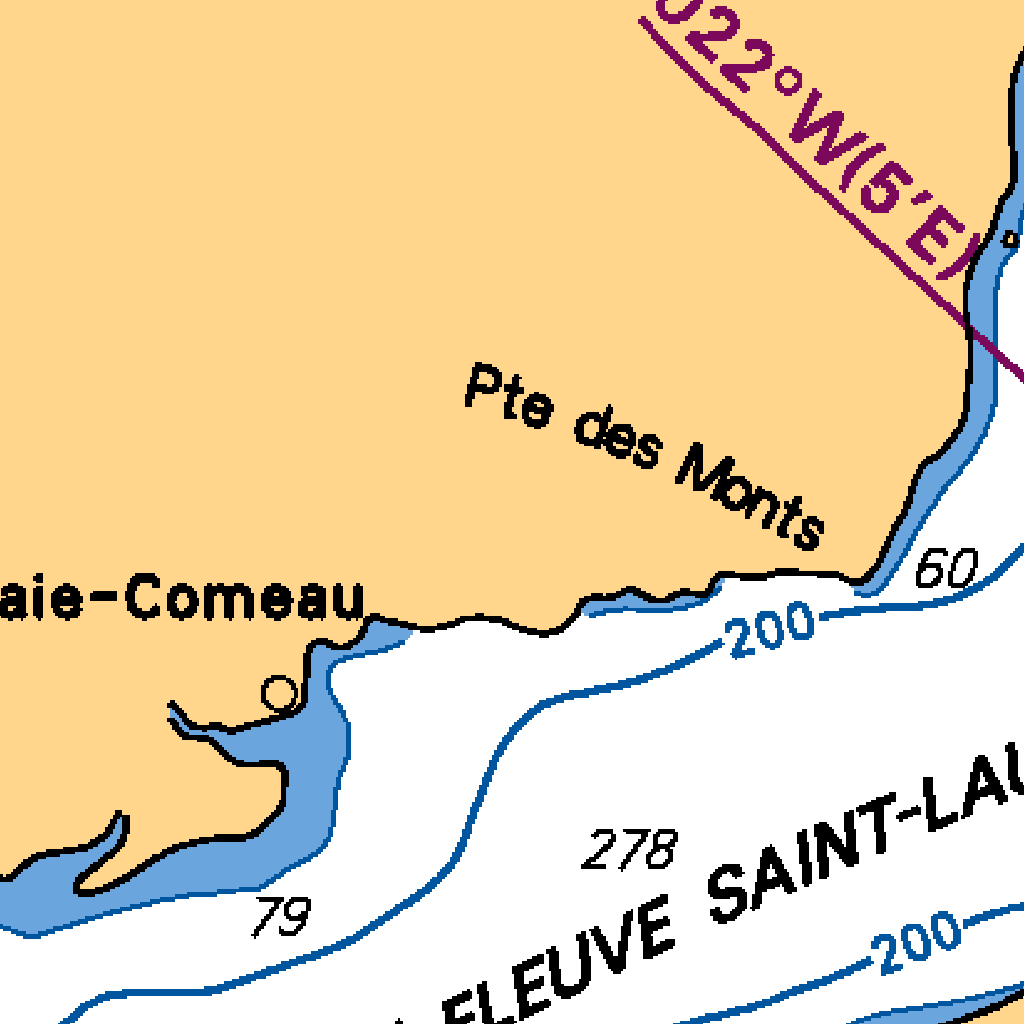 022°W(5'E)
Pte des Monts
60
aie-Comeau
200
278
FLEUVE SAINT-LAU
79
200